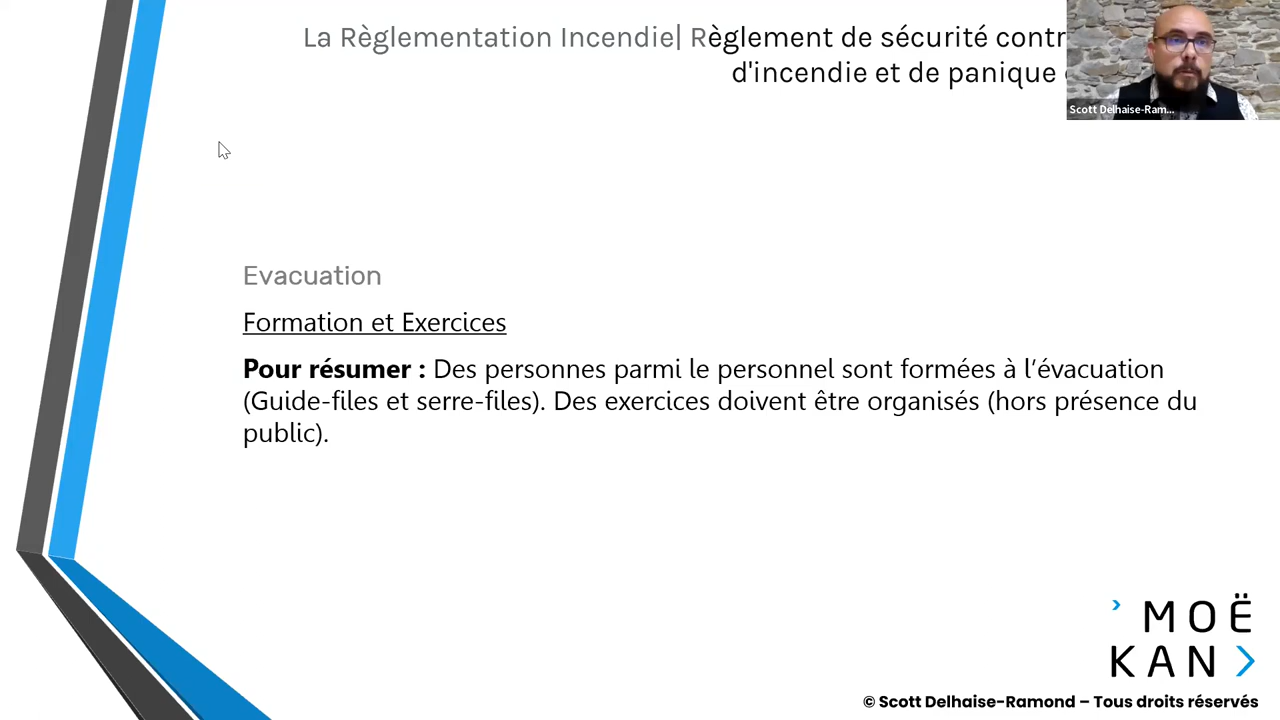 La Règlementation Incendie| Règlement de sécurité contr
d'incendie et de panique
Scott Delhaise-Ram...
Evacuation
Formation et Exercices
Pour résumer : Des personnes parmi le personnel sont formées à l’évacuation
(Guide-files et serre-files). Des exercices doivent être organisés (hors présence du
public).
MOË
KAN
© Scott Delhaise-Ramond – Tous droits réservés